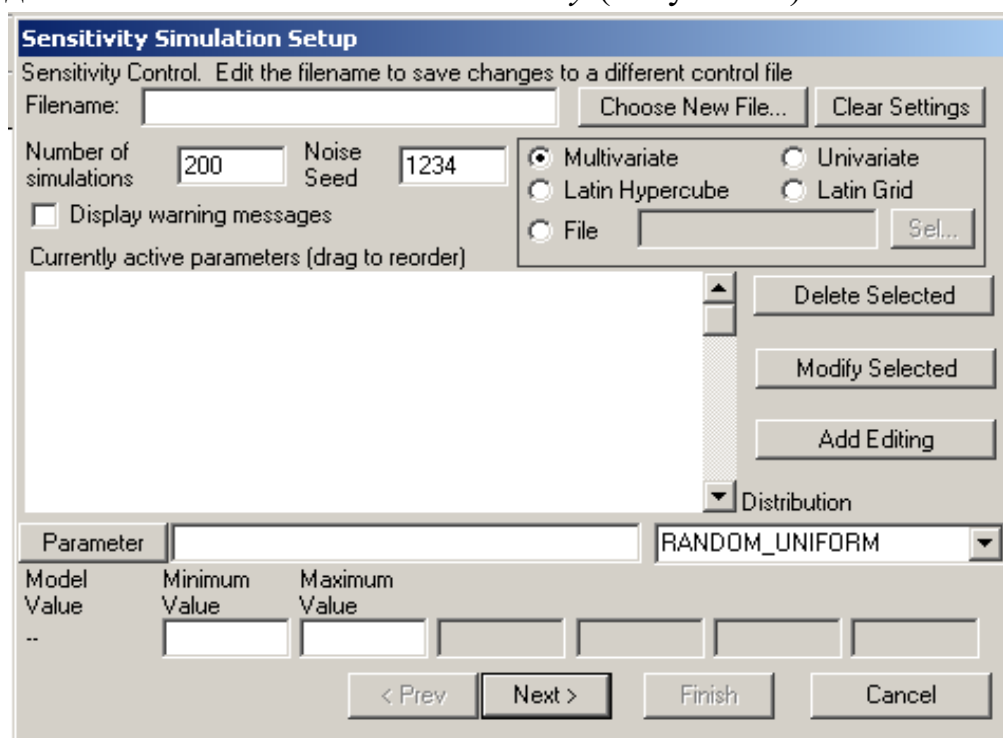 Sensitivity Simulation Setup
Sensitivity Control. Edit the filename to save changes to a different control file
Filename: Choose New File... Clear Settings
Number of simulations 200 Noise Seed 1234
Multivariate Univariate
Latin Hypercube Latin Grid
File Sel...
Display warning messages
Currently active parameters (drag to reorder)
Delete Selected
Modify Selected
Add Editing
Distribution
Parameter RANDOM_UNIFORM
Model Value Minimum Value Maximum Value
--
< Prev Next > Finish Cancel